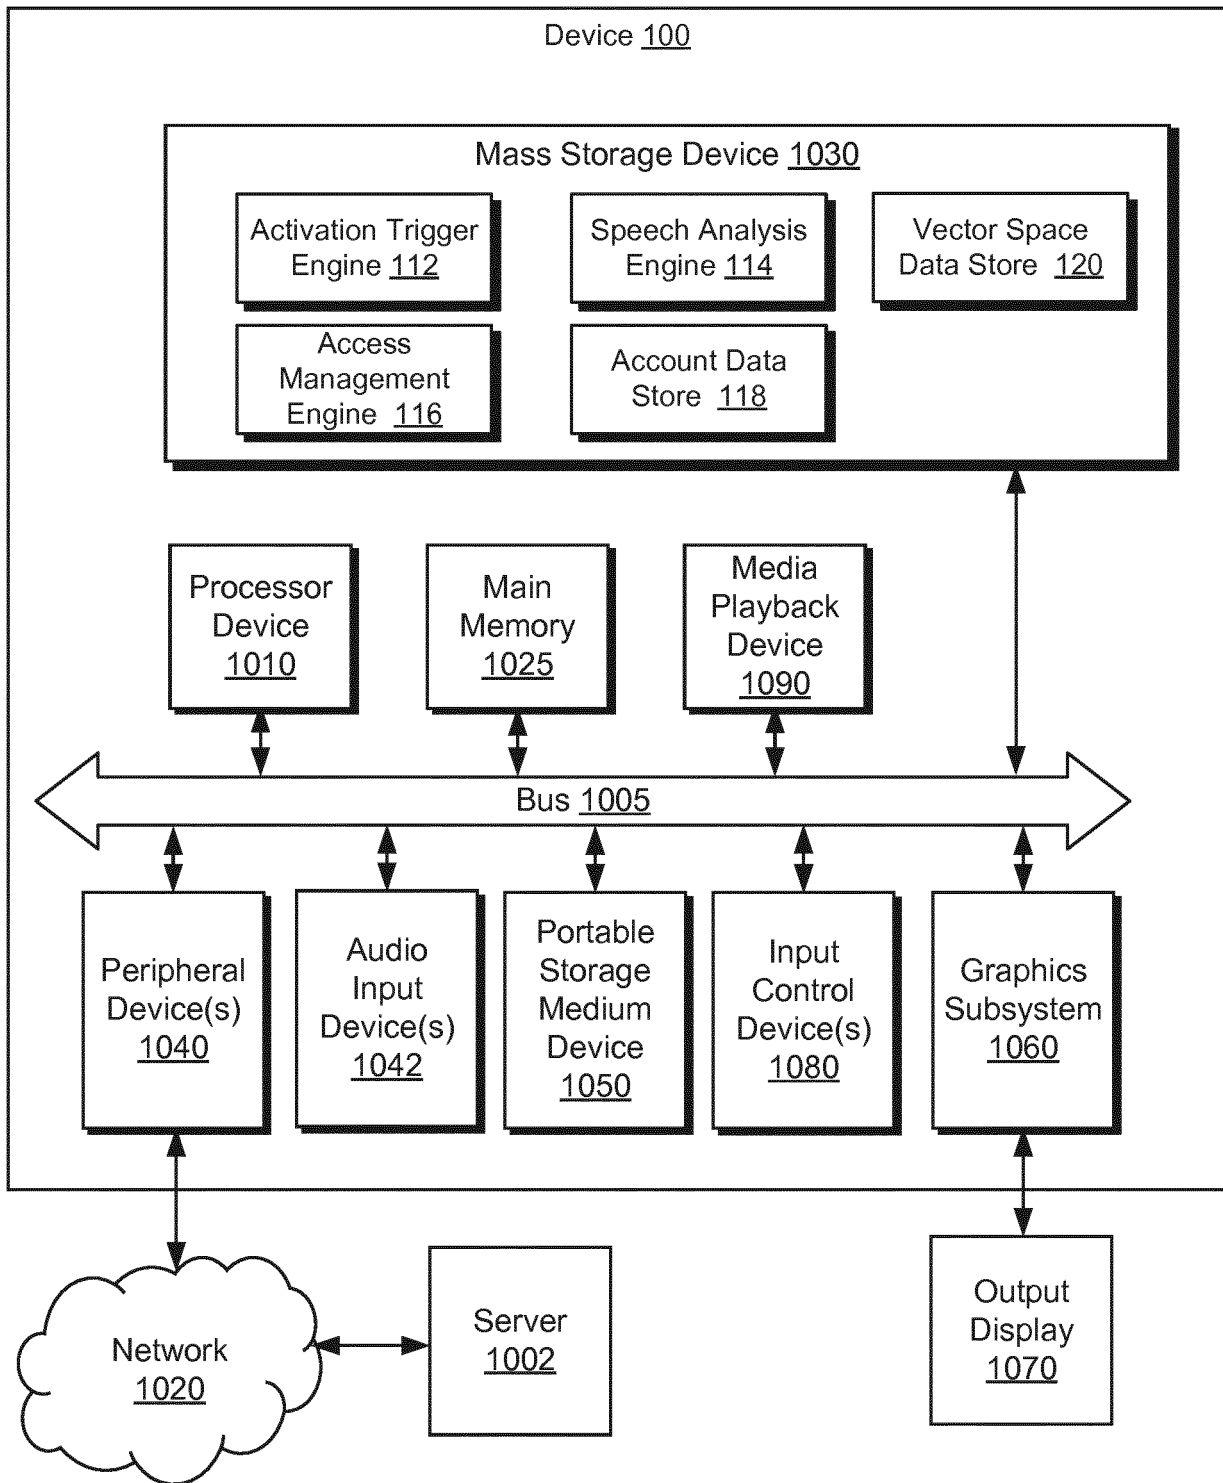 Device 100
Mass Storage Device 1030
Activation Trigger
Engine 112
Speech Analysis
Engine 114
Vector Space
Data Store 120
Access
Management
Engine 116
Account Data
Store 118
Processor
Device
1010
Main
Memory
1025
Media
Playback
Device
1090
Bus 1005
Peripheral
Device(s)
1040
Audio
Input
Device(s)
1042
Portable
Storage
Medium
Device
1050
Input
Control
Device(s)
1080
Graphics
Subsystem
1060
Network
1020
Server
1002
Output
Display
1070